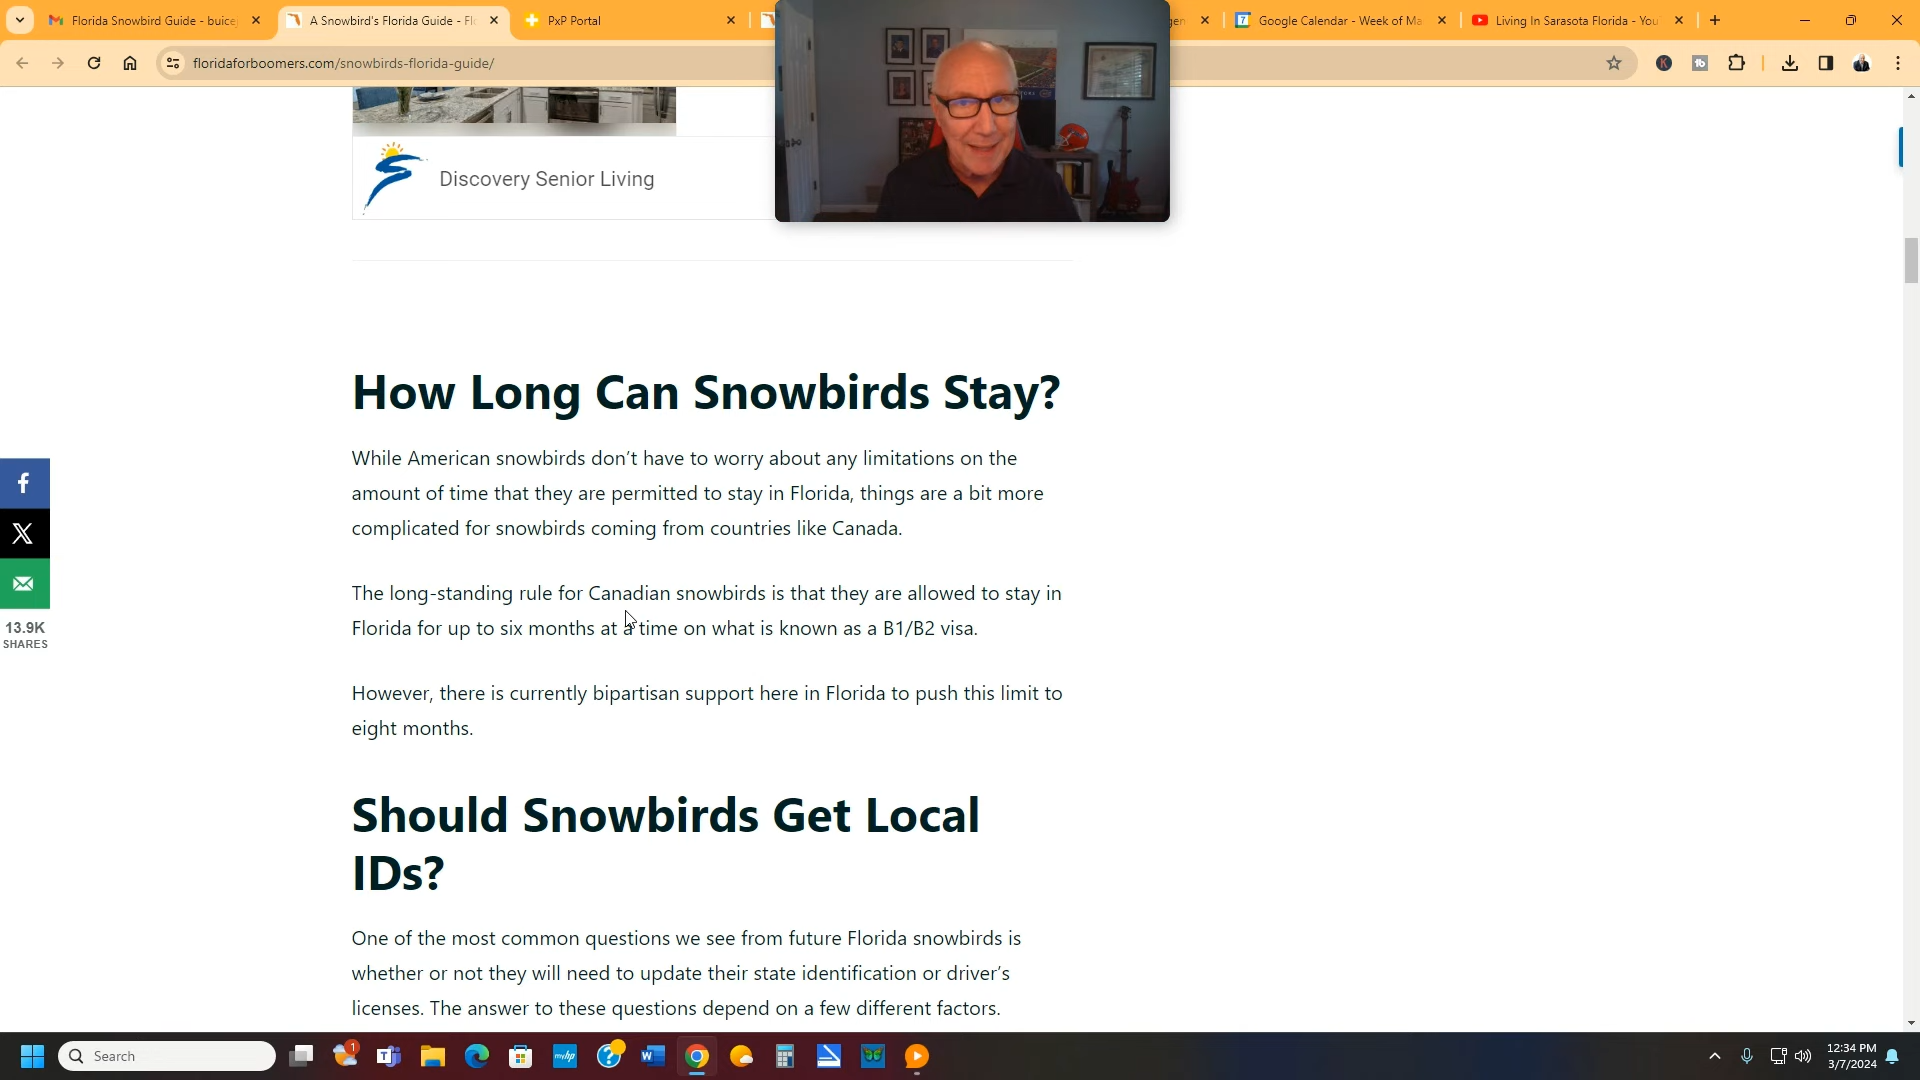 Florida Snowbird Guide - buice
A Snowbird's Florida Guide - Fl
PxP Portal
gen
Google Calendar - Week of Ma
Living In Sarasota Florida - You
floridaforboomers.com/snowbirds-florida-guide/
Discovery Senior Living
How Long Can Snowbirds Stay?
While American snowbirds don't have to worry about any limitations on the
amount of time that they are permitted to stay in Florida, things are a bit more
complicated for snowbirds coming from countries like Canada.
The long-standing rule for Canadian snowbirds is that they are allowed to stay in
Florida for up to six months at a time on what is known as a B1/B2 visa.
However, there is currently bipartisan support here in Florida to push this limit to
eight months.
13.9K
SHARES
Should Snowbirds Get Local
IDs?
One of the most common questions we see from future Florida snowbirds is
whether or not they will need to update their state identification or driver's
licenses. The answer to these questions depend on a few different factors.
Search
1
12:34 PM
3/7/2024